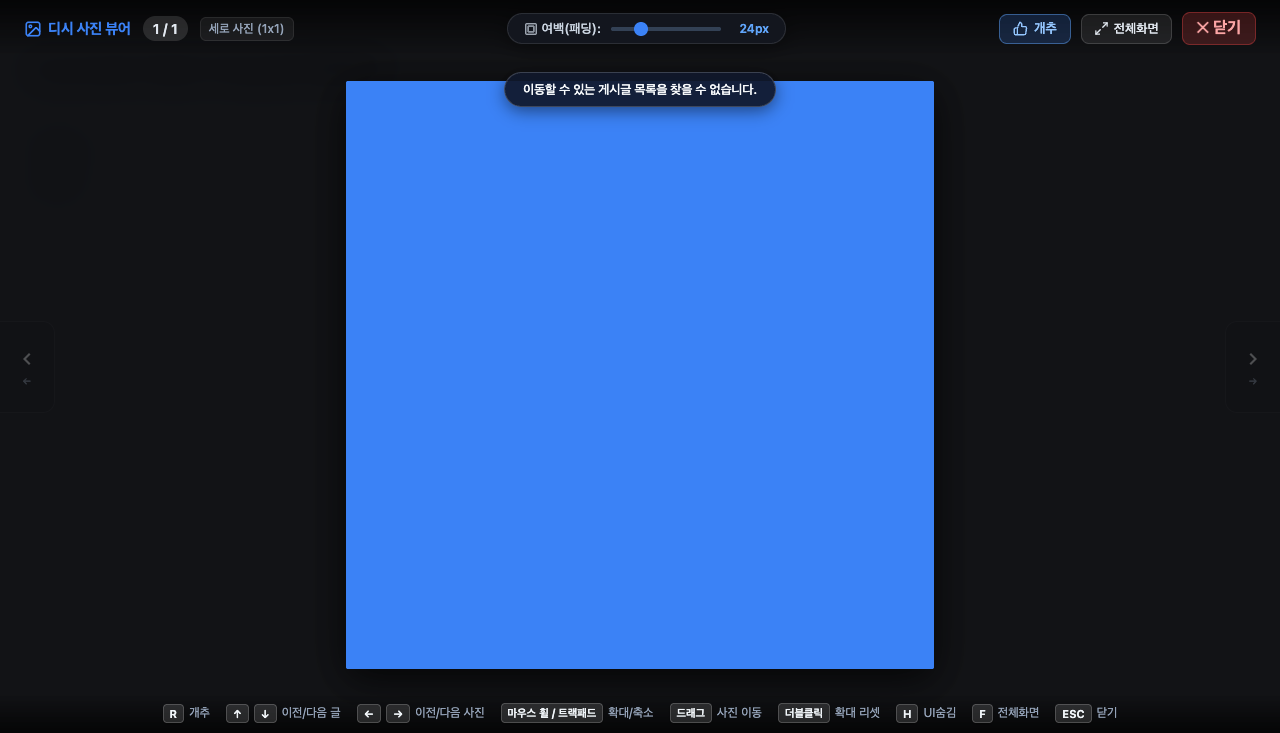 디시 사진 뷰어 1 / 1 세로 사진 (1x1) 여백(패딩): 24px 개추 전체화면 닫기
이동할 수 있는 게시글 목록을 찾을 수 없습니다.
← →
R 개추 ↑ ↓ 이전/다음 글 ← → 이전/다음 사진 마우스 휠 / 트랙패드 확대/축소 드래그 사진 이동 더블클릭 확대 리셋 H UI숨김 F 전체화면 ESC 닫기